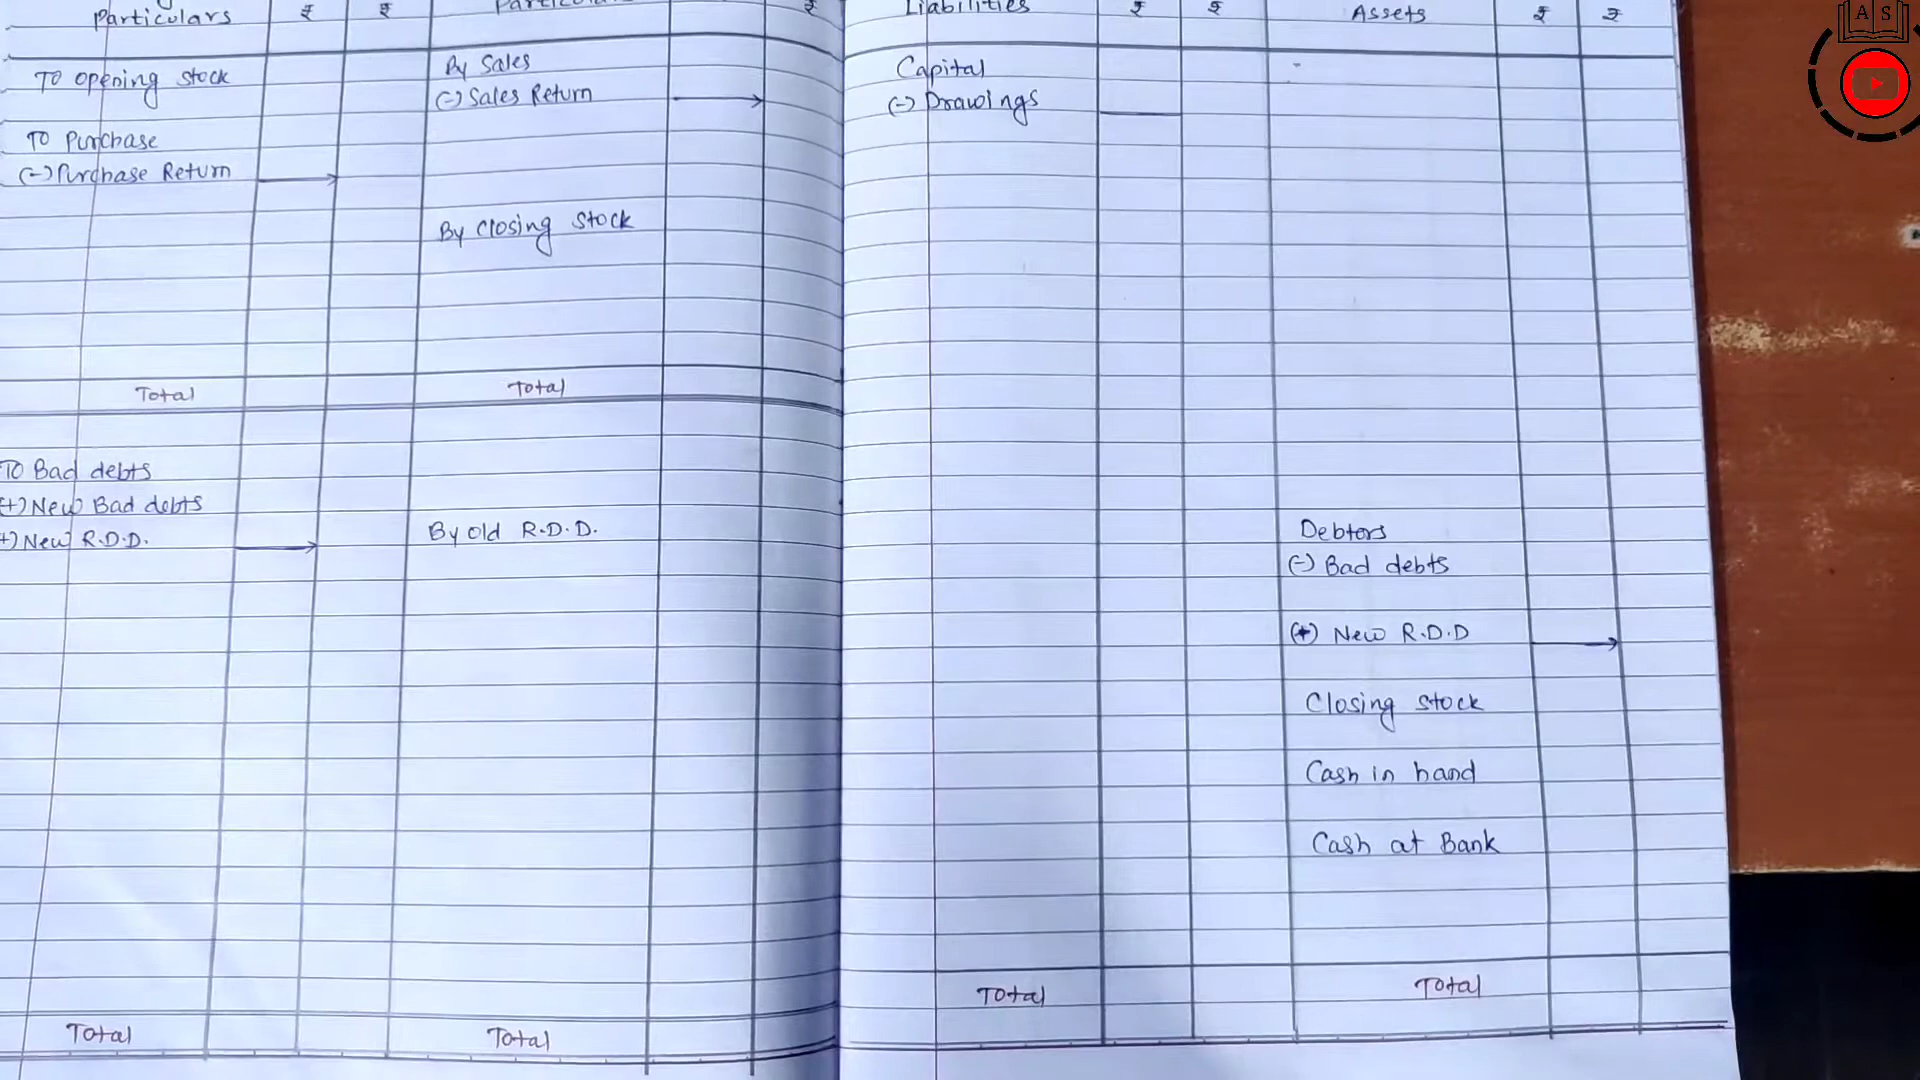 Particulars ₹ ₹ ₹
To opening stock
To Purchase
(-) Purchase Return
By Sales
(-) Sales Return
By Closing stock
Total Total
To Bad debts
(+) New Bad debts
+) New R.D.D.
By old R.D.D.
Total Total
Liabilities ₹ ₹ Assets ₹ ₹
Capital
(-) Drawings
Debtors
(-) Bad debts
(+) New R.D.D
Closing stock
Cash in hand
Cash at Bank
Total Total
A S